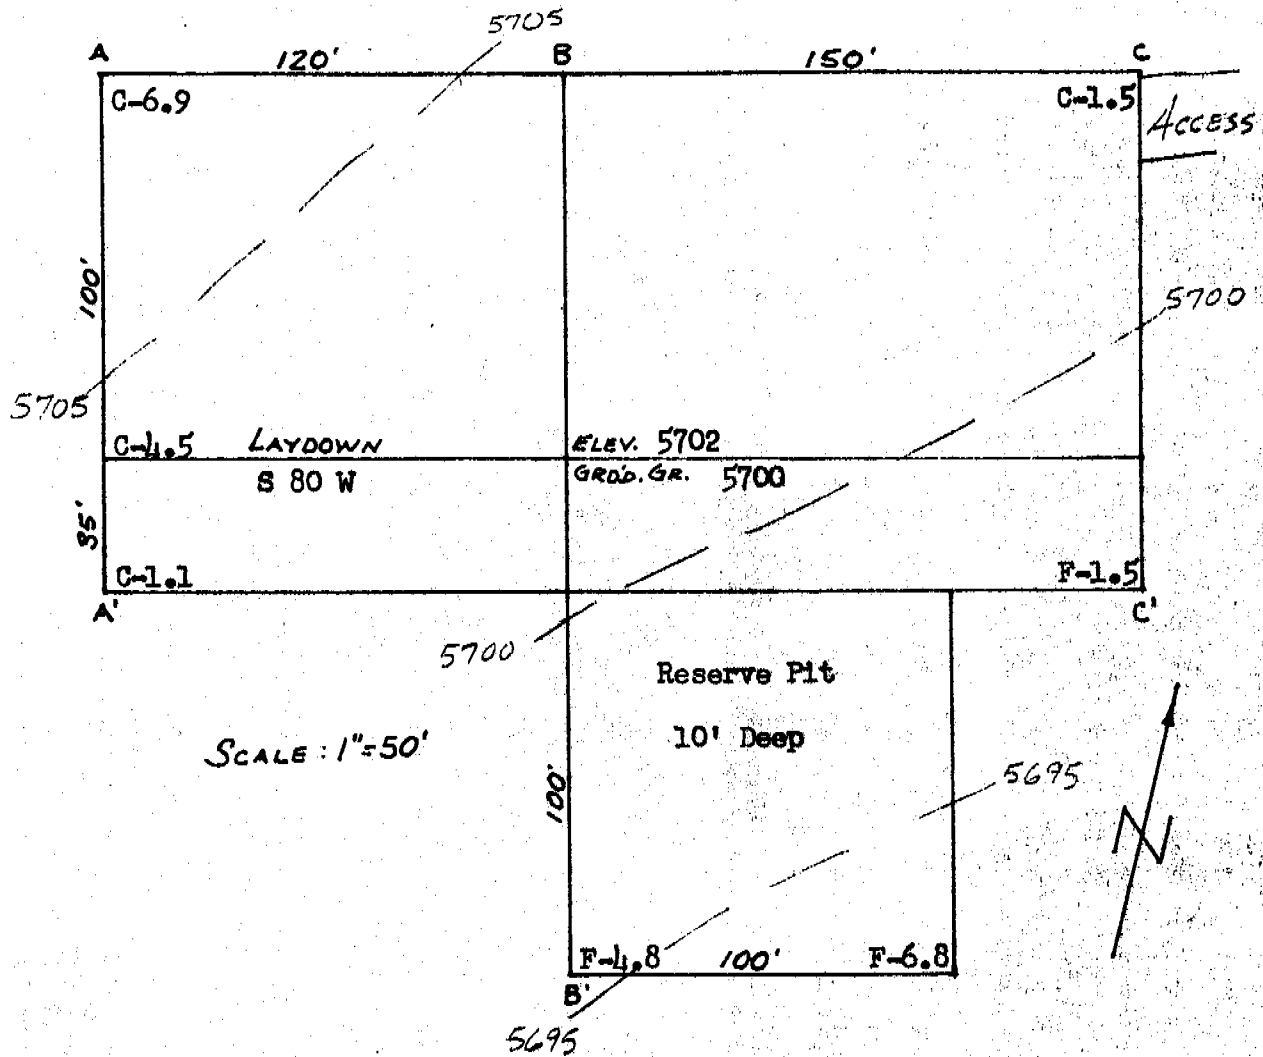 5705
A 120' B 150' C
C-6.9
C-1.5
ACCESS
100'
5700
5705
C-4.5 LAYDOWN
S 80 W
ELEV. 5702
GRD'D. GR. 5700
35'
C-1.1
F-1.5
A'
C'
5700
Reserve Pit
10' Deep
SCALE: 1"=50'
100'
5695
N
F-4.8 100' F-6.8
B'
5695